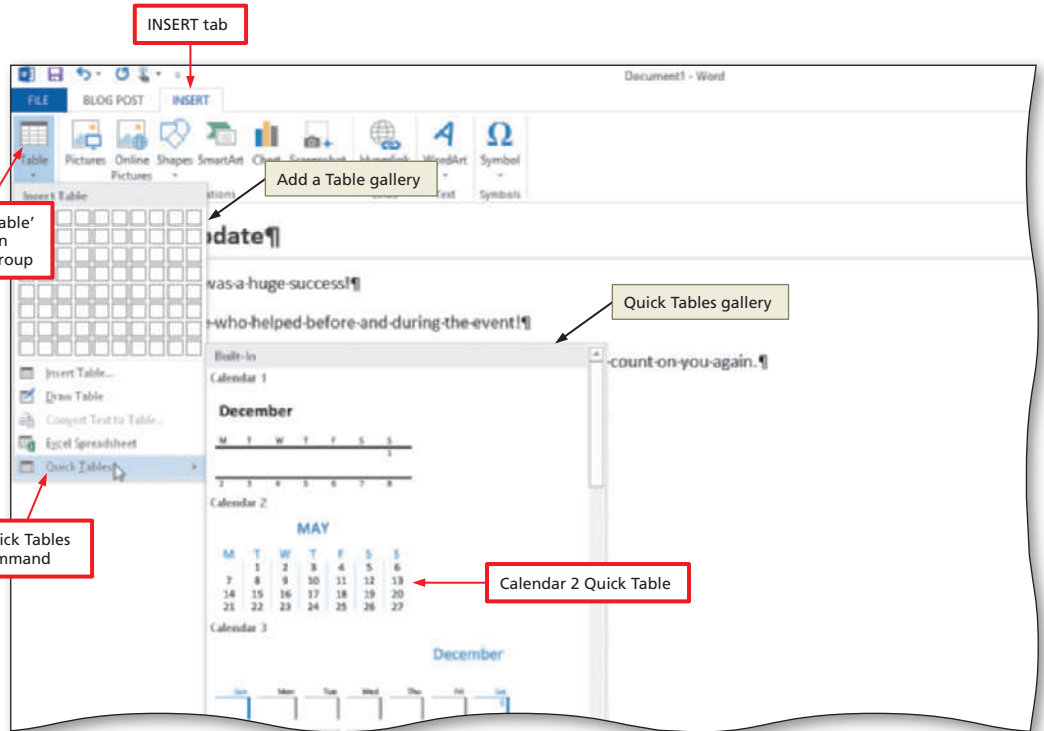 INSERT tab
Document1 - Word
FILE BLOG POST INSERT
Table Pictures Online Pictures Shapes SmartArt Chart Screenshot Hyperlink WordArt Symbol
Text Symbols
Add a Table gallery
Insert Table
able’
n
roup
pdate¶
was·a·huge·success!¶
who·helped·before·and·during·the·event!¶
Quick Tables gallery
count·on·you·again.¶
Insert Table...
Draw Table
Convert Text to Table...
Excel Spreadsheet
Quick Tables
ick Tables
mmand
Built-In
Calendar 1
December
M T W T F S S
1
2 3 4 5 6 7 8
Calendar 2
MAY
M T W T F S S
1 2 3 4 5 6
7 8 9 10 11 12 13
14 15 16 17 18 19 20
21 22 23 24 25 26 27
Calendar 2 Quick Table
Calendar 3
December
Sun Mon Tue Wed Thu Fri Sat
1